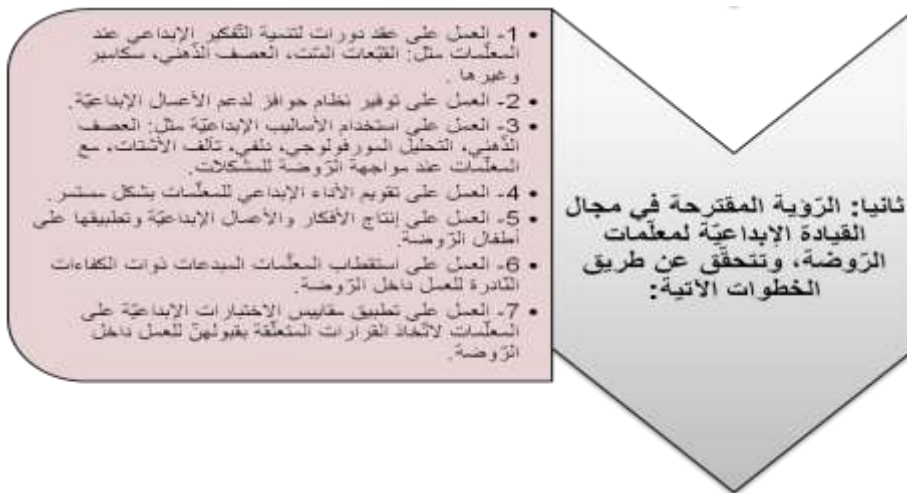 ثانيا: الرّؤية المقترحة في مجال
القيادة الإبداعيّة لمعلّمات
الرّوضة، وتتحقّق عن طريق
الخطوات الآتية:
• 1- العمل على عقد دورات لتنمية التّفكير الإبداعي عند
المعلّمات مثل: القبّعات السّت، العصف الذّهني، سكامبر
وغيرها .
• 2- العمل على توفير نظام حوافز لدعم الأعمال الإبداعيّة.
• 3- العمل على استخدام الأساليب الإبداعيّة مثل: العصف
الذّهني، التحليل المورفولوجي، دلفي، تآلف الأشتات، مع
المعلّمات عند مواجهة الرّوضة للمشكلات.
• 4- العمل على تقويم الأداء الإبداعي للمعلّمات بشكل مستمر.
• 5- العمل على إنتاج الأفكار والأعمال الإبداعيّة وتطبيقها على
أطفال الرّوضة.
• 6- العمل على استقطاب المعلّمات المبدعات ذوات الكفاءات
النّادرة للعمل داخل الرّوضة.
• 7- العمل على تطبيق مقاييس الاختبارات الإبداعيّة على
المعلّمات لاتّخاذ القرارات المتعلّقة بقبولهنّ للعمل داخل
الرّوضة.